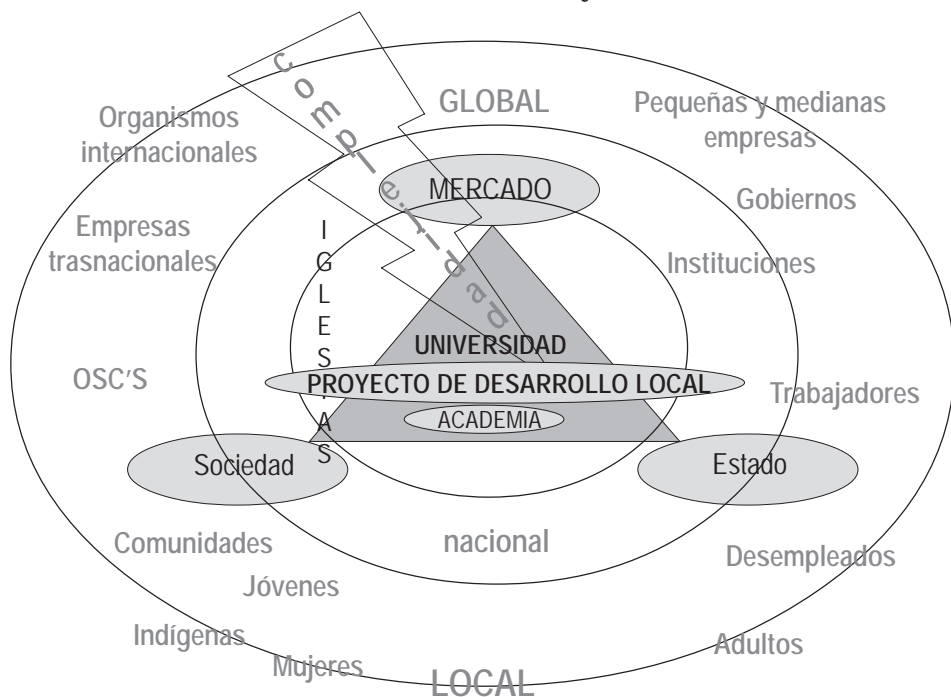 Complejidad
GLOBAL
Organismos
internacionales
Pequeñas y medianas
empresas
MERCADO
Gobiernos
Empresas
trasnacionales
IGLESIAS
Instituciones
UNIVERSIDAD
PROYECTO DE DESARROLLO LOCAL
OSC'S
Trabajadores
ACADEMIA
Sociedad
Estado
Comunidades
nacional
Desempleados
Jóvenes
Indígenas
Adultos
Mujeres
LOCAL